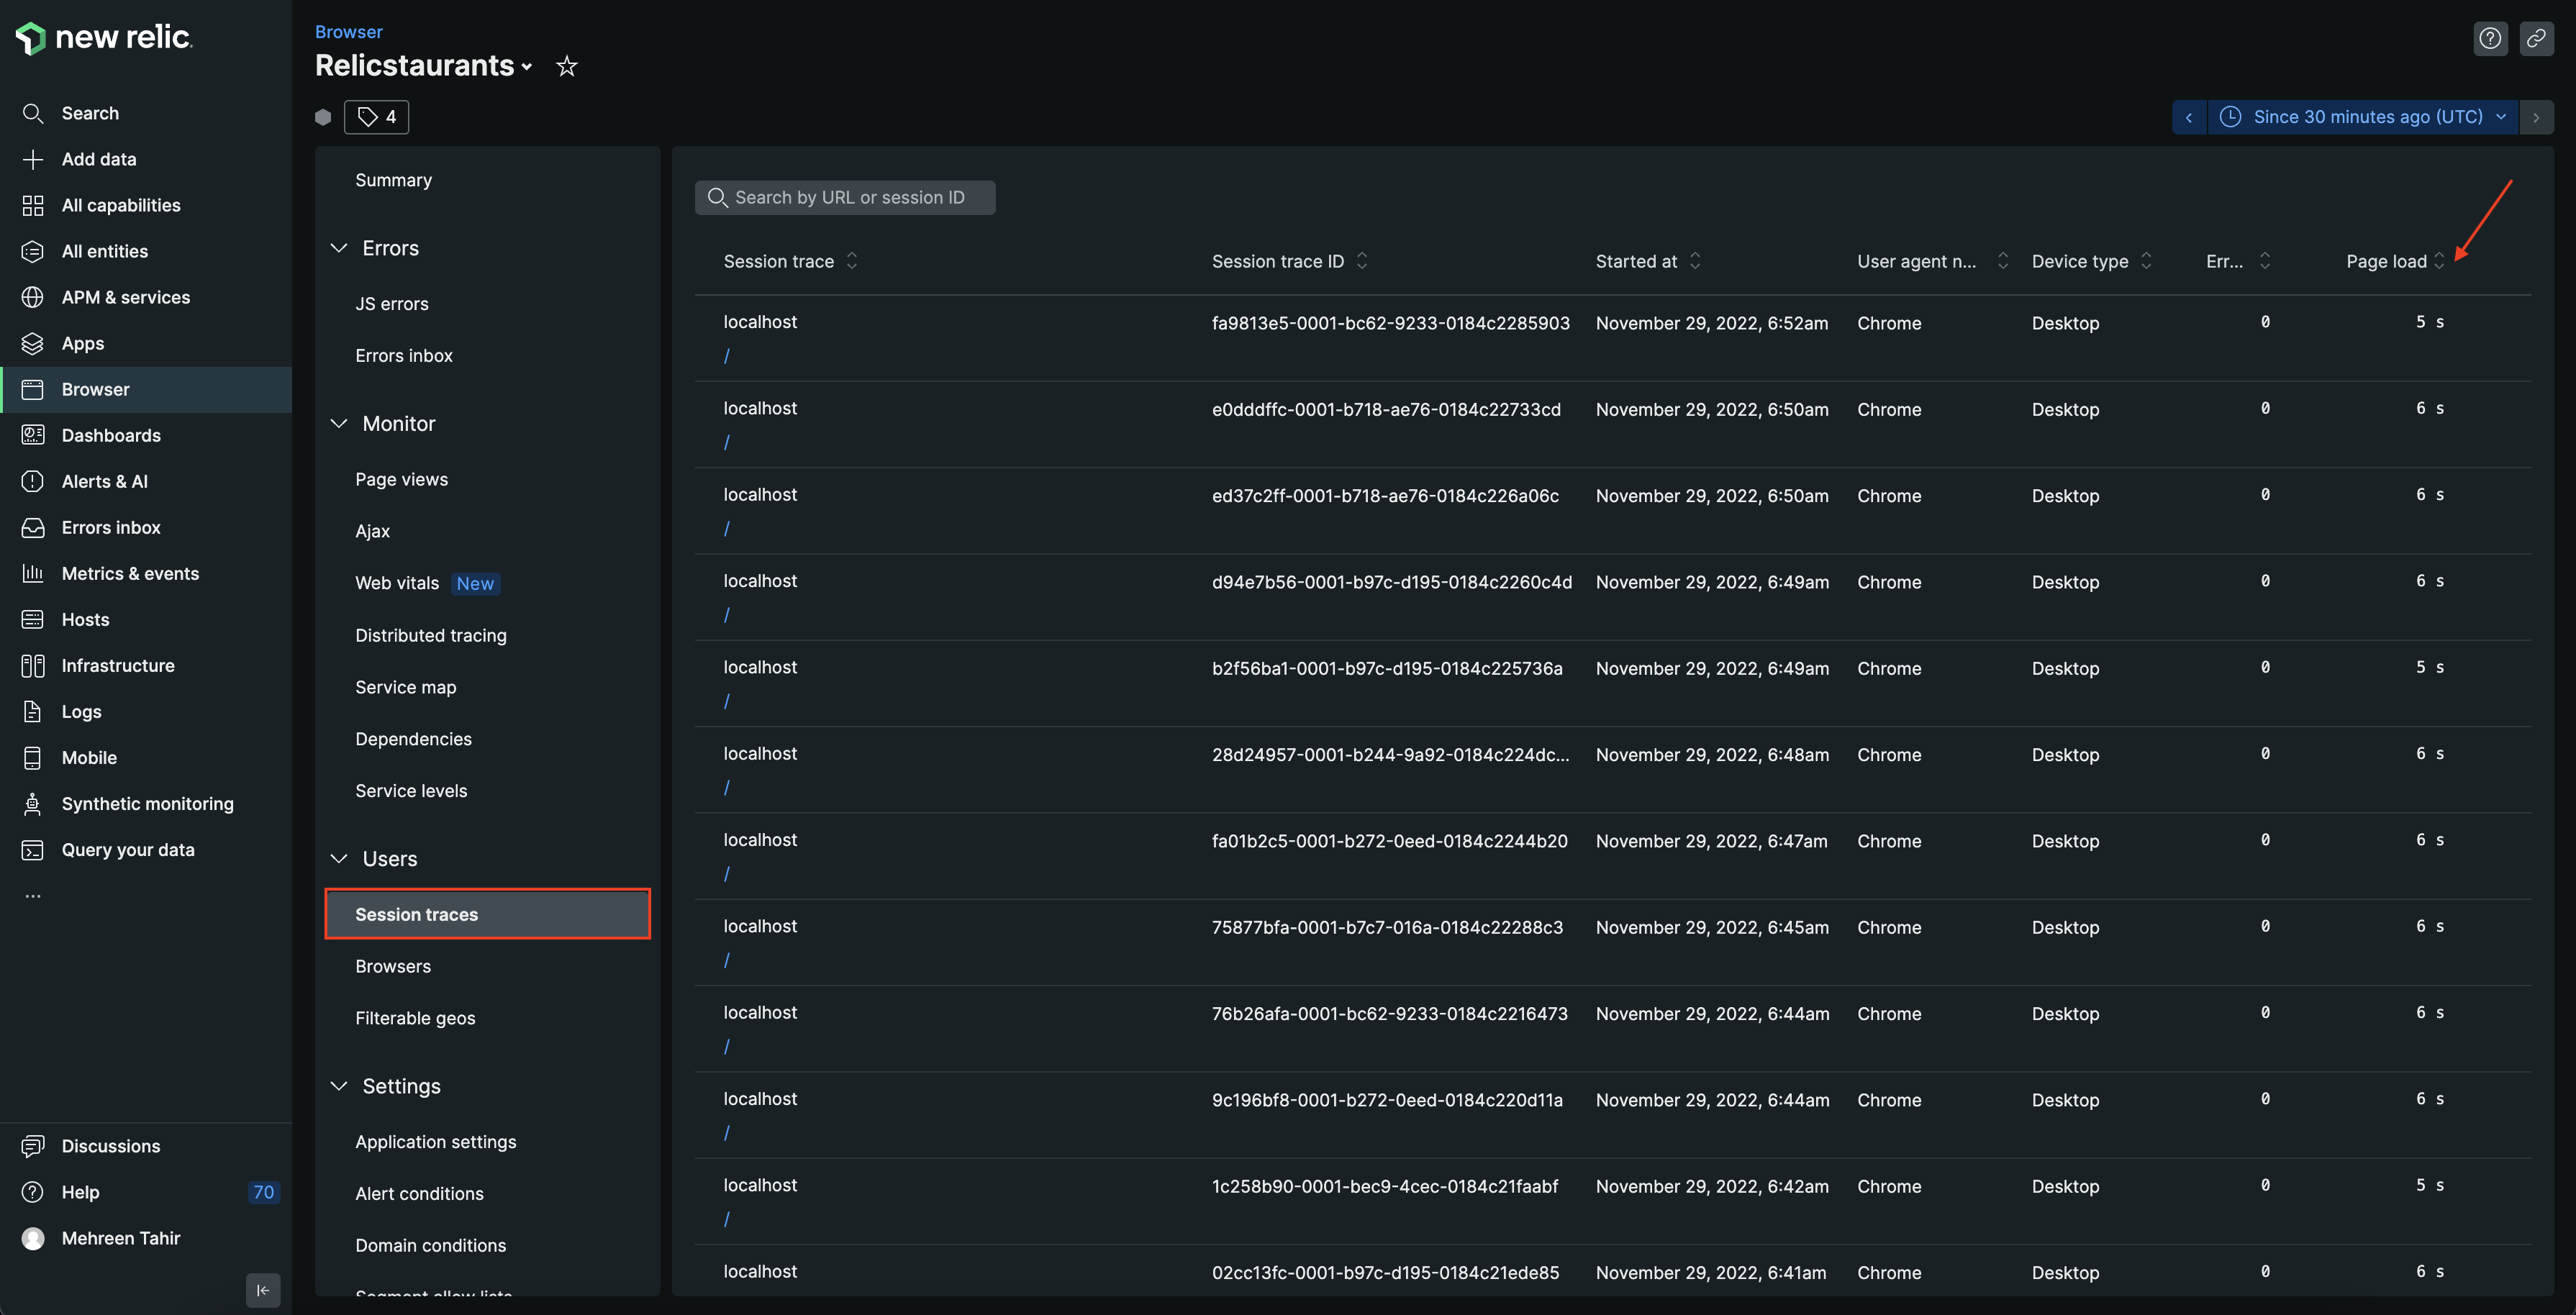 new relic.
Search
Add data
All capabilities
All entities
APM & services
Apps
Browser
Dashboards
Alerts & AI
Errors inbox
Metrics & events
Hosts
Infrastructure
Logs
Mobile
Synthetic monitoring
Query your data
...
Discussions
Help 70
Mehreen Tahir
Browser
Relicstaurants
4
Since 30 minutes ago (UTC)
Summary
Errors
JS errors
Errors inbox
Monitor
Page views
Ajax
Web vitals New
Distributed tracing
Service map
Dependencies
Service levels
Users
Session traces
Browsers
Filterable geos
Settings
Application settings
Alert conditions
Domain conditions
Search by URL or session ID
Session trace Session trace ID Started at User agent n... Device type Err... Page load
localhost fa9813e5-0001-bc62-9233-0184c2285903 November 29, 2022, 6:52am Chrome Desktop 0 5 s
/
localhost e0dddffc-0001-b718-ae76-0184c22733cd November 29, 2022, 6:50am Chrome Desktop 0 6 s
/
localhost ed37c2ff-0001-b718-ae76-0184c226a06c November 29, 2022, 6:50am Chrome Desktop 0 6 s
/
localhost d94e7b56-0001-b97c-d195-0184c2260c4d November 29, 2022, 6:49am Chrome Desktop 0 6 s
/
localhost b2f56ba1-0001-b97c-d195-0184c225736a November 29, 2022, 6:49am Chrome Desktop 0 5 s
/
localhost 28d24957-0001-b244-9a92-0184c224dc... November 29, 2022, 6:48am Chrome Desktop 0 6 s
/
localhost fa01b2c5-0001-b272-0eed-0184c2244b20 November 29, 2022, 6:47am Chrome Desktop 0 6 s
/
localhost 75877bfa-0001-b7c7-016a-0184c22288c3 November 29, 2022, 6:45am Chrome Desktop 0 6 s
/
localhost 76b26afa-0001-bc62-9233-0184c2216473 November 29, 2022, 6:44am Chrome Desktop 0 6 s
/
localhost 9c196bf8-0001-b272-0eed-0184c220d11a November 29, 2022, 6:44am Chrome Desktop 0 6 s
/
localhost 1c258b90-0001-bec9-4cec-0184c21faabf November 29, 2022, 6:42am Chrome Desktop 0 5 s
/
localhost 02cc13fc-0001-b97c-d195-0184c21ede85 November 29, 2022, 6:41am Chrome Desktop 0 6 s